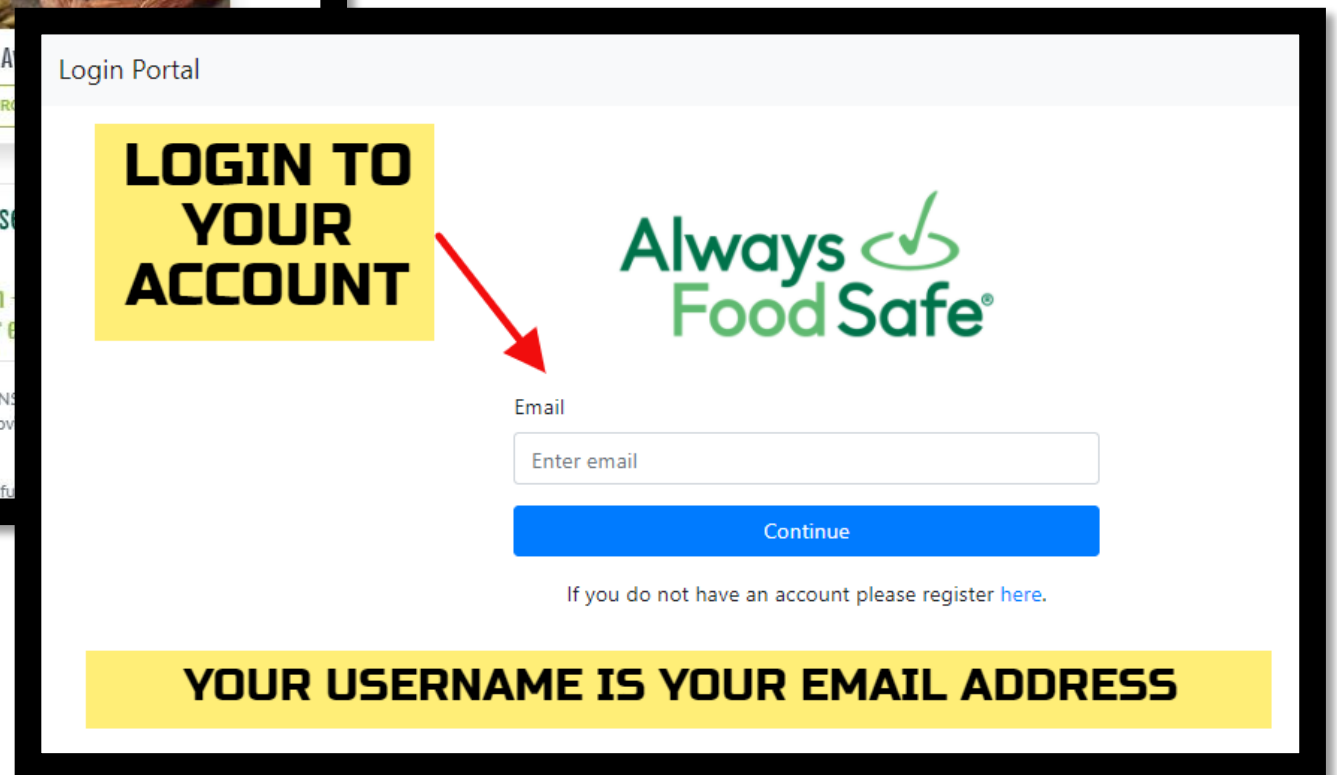 Login Portal
LOGIN TO
YOUR
ACCOUNT
Always
Food Safe®
Email
Enter email
Continue
If you do not have an account please register here.
YOUR USERNAME IS YOUR EMAIL ADDRESS